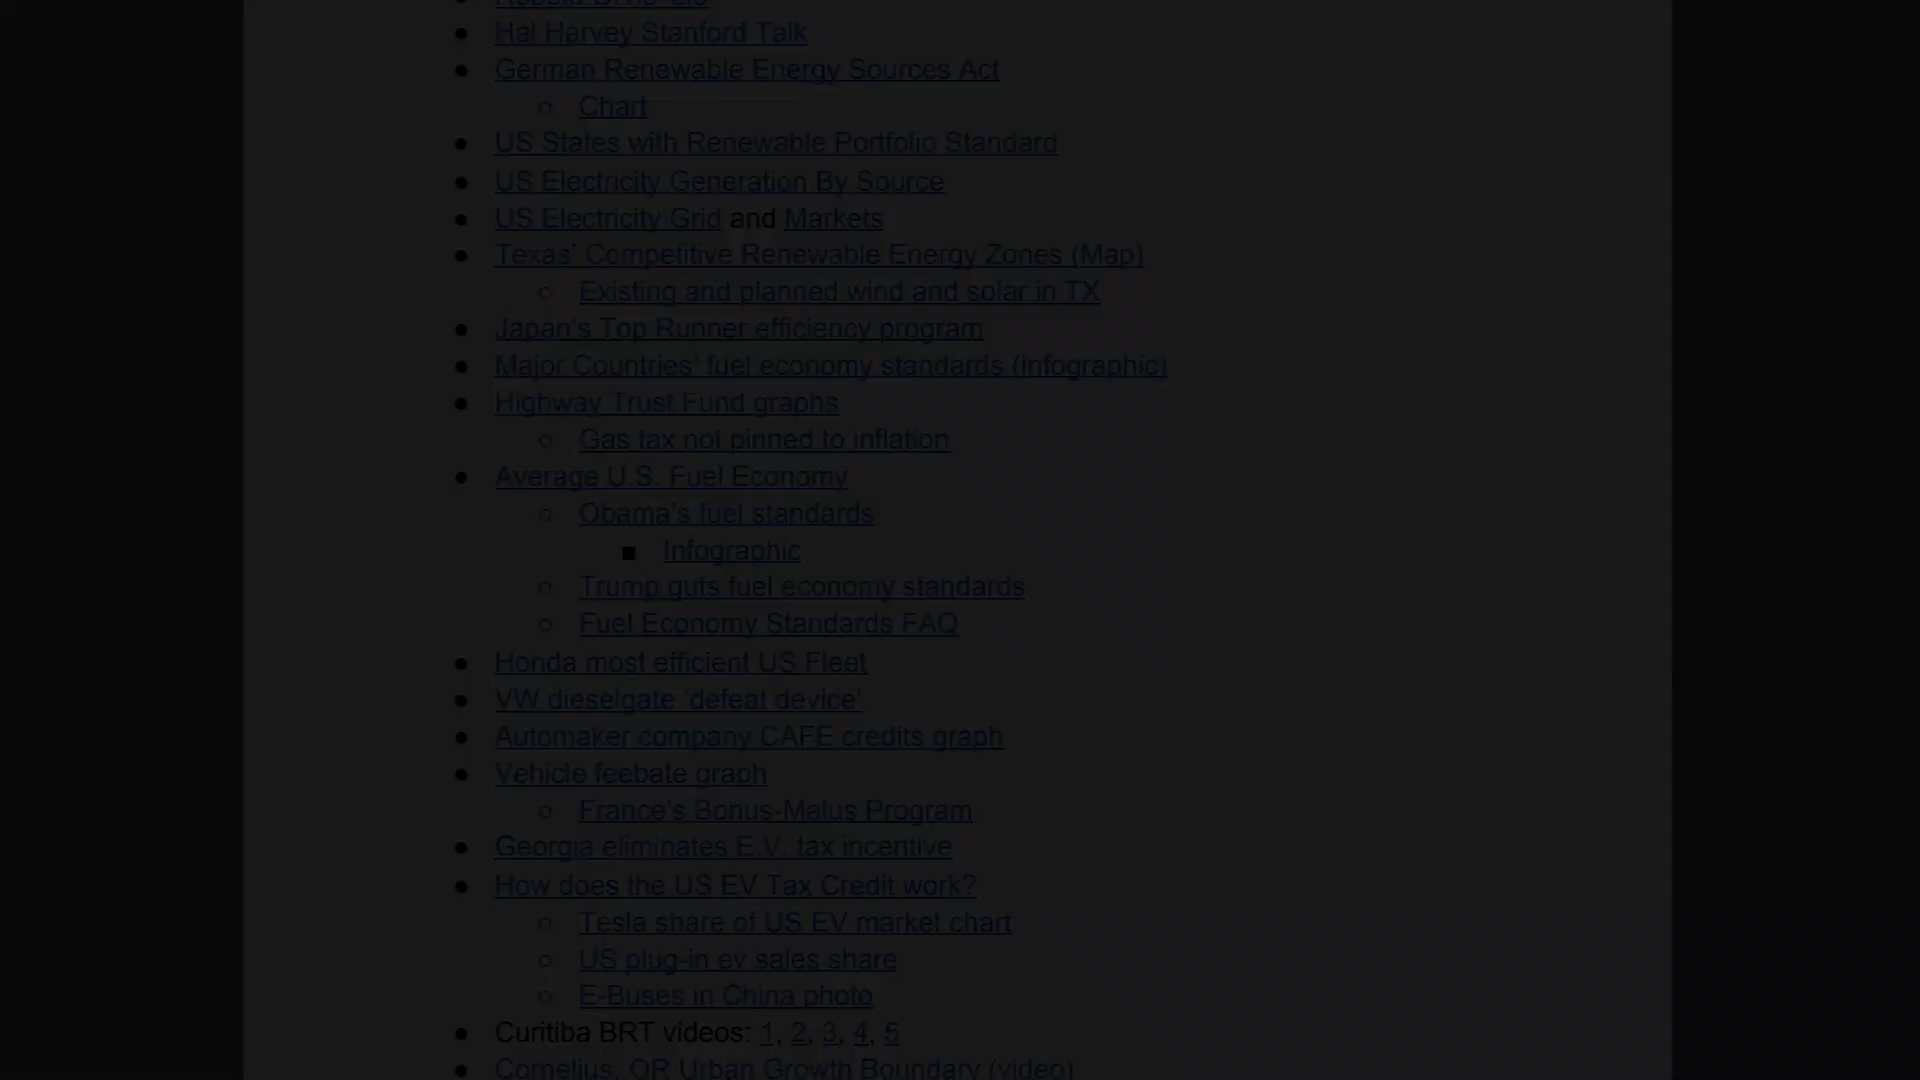 Hal Harvey Stanford Talk
German Renewable Energy Sources Act
Chart
US States with Renewable Portfolio Standard
US Electricity Generation By Source
US Electricity Grid and Markets
Texas' Competitive Renewable Energy Zones (Map)
Existing and planned wind and solar in TX
Japan's Top Runner efficiency program
Major Countries' fuel economy standards (infographic)
Highway Trust Fund graphs
Gas tax not pinned to inflation
Average U.S. Fuel Economy
Obama's fuel standards
Infographic
Trump guts fuel economy standards
Fuel Economy Standards FAQ
Honda most efficient US Fleet
VW dieselgate 'defeat device'
Automaker company CAFE credits graph
Vehicle feebate graph
France's Bonus-Malus Program
Georgia eliminates E.V. tax incentive
How does the US EV Tax Credit work?
Tesla share of US EV market chart
US plug-in ev sales share
E-Buses in China photo
Curitiba BRT videos: 1, 2, 3, 4, 5
Cornelius, OR Urban Growth Boundary (video)